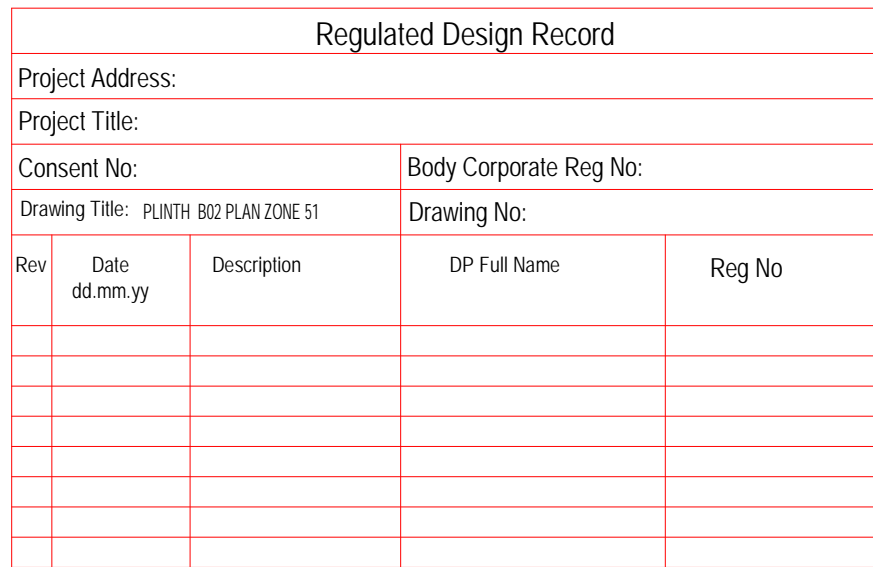 Regulated Design Record
Project Address:
Project Title:
Consent No: Body Corporate Reg No:
Drawing Title: PLINTH B02 PLAN ZONE 51 Drawing No:
Rev Date Description DP Full Name Reg No
dd.mm.yy